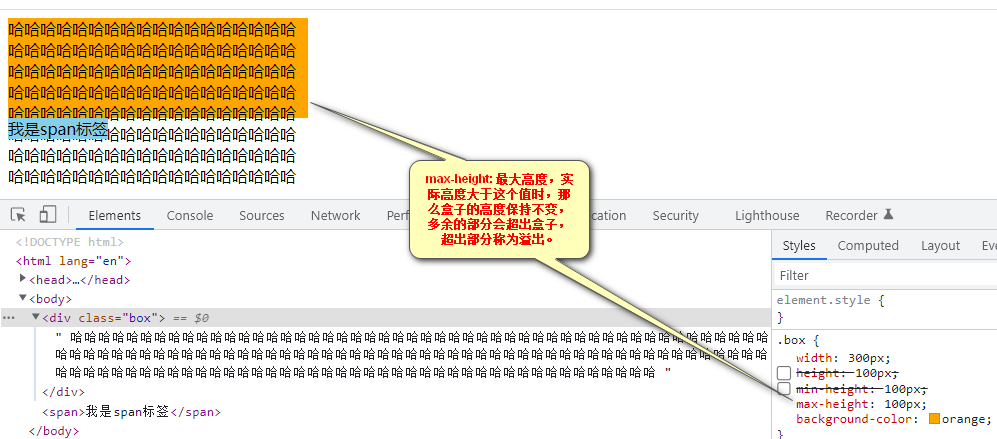 哈哈哈哈哈哈哈哈哈哈哈哈哈哈哈哈哈哈
哈哈哈哈哈哈哈哈哈哈哈哈哈哈哈哈哈哈
哈哈哈哈哈哈哈哈哈哈哈哈哈哈哈哈哈哈
哈哈哈哈哈哈哈哈哈哈哈哈哈哈哈哈哈哈
哈哈哈哈哈哈哈哈哈哈哈哈哈哈哈哈哈哈
我是span标签哈哈哈哈哈哈哈哈哈哈哈哈
哈哈哈哈哈哈哈哈哈哈哈哈哈哈哈哈哈哈
哈哈哈哈哈哈哈哈哈哈哈哈哈哈哈哈哈哈
max-height: 最大高度，实
际高度大于这个值时，那
么盒子的高度保持不变，
多余的部分会超出盒子，
超出部分称为溢出。
Elements Console Sources Network Security Lighthouse Recorder
<!DOCTYPE html>
<html lang="en">
<head>…</head>
<body>
<div class="box"> == $0
" 哈哈哈哈哈哈哈哈哈哈哈哈哈哈哈哈哈哈哈哈哈哈哈哈哈哈哈哈哈哈哈哈哈哈哈哈哈哈哈哈哈哈哈哈哈哈哈哈哈哈
哈哈哈哈哈哈哈哈哈哈哈哈哈哈哈哈哈哈哈哈哈哈哈哈哈哈哈哈哈哈哈哈哈哈哈哈哈哈哈哈哈哈哈哈哈哈哈哈哈哈哈
哈哈哈哈哈哈哈哈哈哈哈哈哈哈哈哈哈哈哈哈哈哈哈哈哈哈哈哈哈哈哈哈哈哈哈哈哈哈哈哈哈哈哈 "
</div>
<span>我是span标签</span>
</body>
Styles Computed Layout
Filter
element.style {
}
.box {
width: 300px;
height: 100px;
min-height: 100px;
max-height: 100px;
background-color: orange;
}